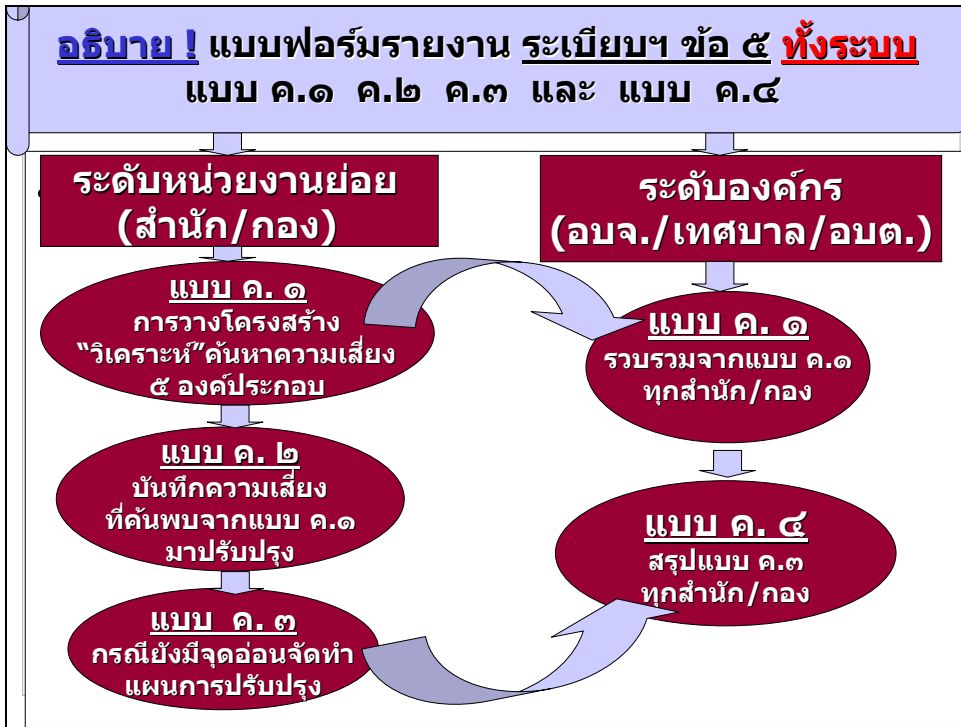 อธิบาย ! แบบฟอร์มรายงาน ระเบียบฯ ข้อ ๕ ทั้งระบบ
แบบ ค.๑ ค.๒ ค.๓ และ แบบ ค.๔
ระดับหน่วยงานย่อย
(สำนัก/กอง)
แบบ ค. ๑
การวางโครงสร้าง
“วิเคราะห์”ค้นหาความเสี่ยง
๕ องค์ประกอบ
แบบ ค. ๒
บันทึกความเสี่ยง
ที่ค้นพบจากแบบ ค.๑
มาปรับปรุง
แบบ ค. ๓
กรณียังมีจุดอ่อนจัดทำ
แผนการปรับปรุง
ระดับองค์กร
(อบจ./เทศบาล/อบต.)
แบบ ค. ๑
รวบรวมจากแบบ ค.๑
ทุกสำนัก/กอง
แบบ ค. ๔
สรุปแบบ ค.๓
ทุกสำนัก/กอง